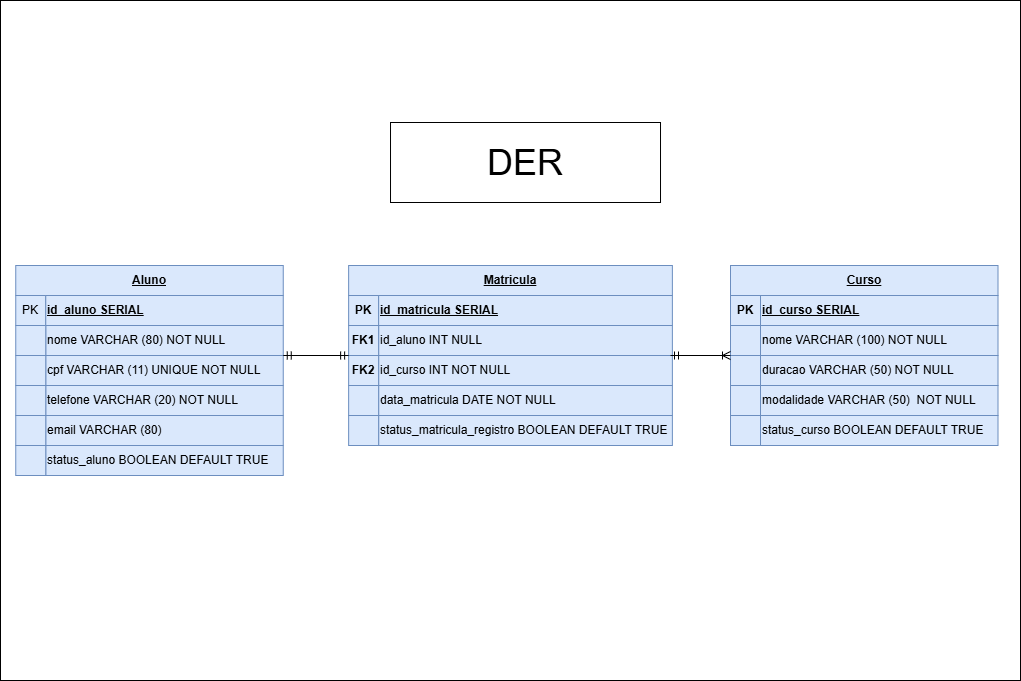 DER
Aluno
PK id_aluno SERIAL
nome VARCHAR (80) NOT NULL
cpf VARCHAR (11) UNIQUE NOT NULL
telefone VARCHAR (20) NOT NULL
email VARCHAR (80)
status_aluno BOOLEAN DEFAULT TRUE
Matricula
PK id_matricula SERIAL
FK1 id_aluno INT NULL
FK2 id_curso INT NOT NULL
data_matricula DATE NOT NULL
status_matricula_registro BOOLEAN DEFAULT TRUE
Curso
PK id_curso SERIAL
nome VARCHAR (100) NOT NULL
duracao VARCHAR (50) NOT NULL
modalidade VARCHAR (50) NOT NULL
status_curso BOOLEAN DEFAULT TRUE